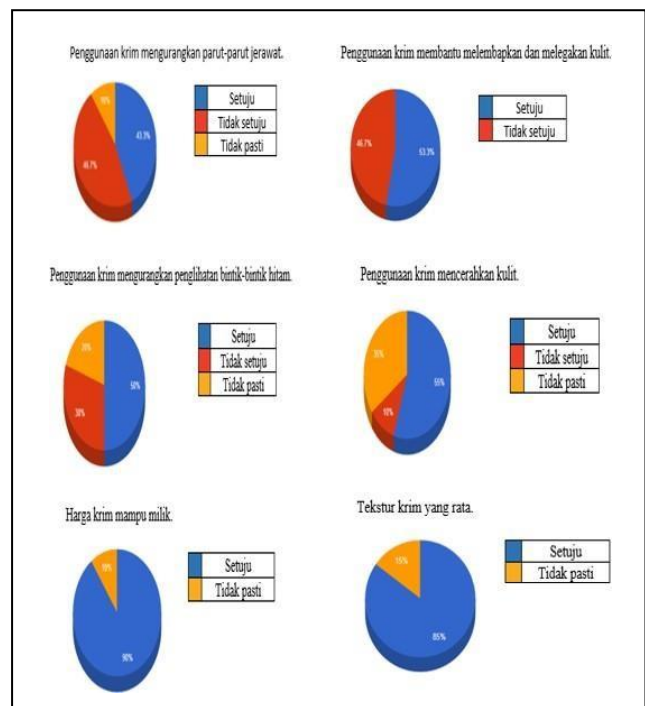 Penggunaan krim mengurangkan parut-parut jerawat.
Setuju
Tidak setuju
Tidak pasti
10%
43.3%
46.7%
Penggunaan krim membantu melembapkan dan melegakan kulit.
Setuju
Tidak setuju
46.7%
53.3%
Penggunaan krim mengurangkan penglihatan bintik-bintik hitam.
Setuju
Tidak setuju
Tidak pasti
20%
50%
30%
Penggunaan krim mencerahkan kulit.
Setuju
Tidak setuju
Tidak pasti
35%
55%
10%
Harga krim mampu milik.
Setuju
Tidak pasti
10%
90%
Tekstur krim yang rata.
Setuju
Tidak pasti
15%
85%